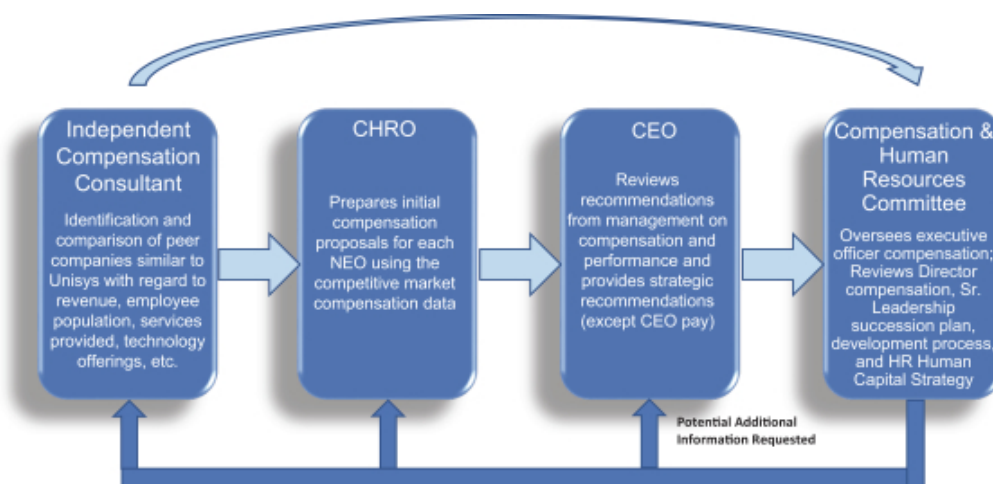 Independent
Compensation
Consultant
Identification and
comparison of peer
companies similar to
Unisys with regard to
revenue, employee
population, services
provided, technology
offerings, etc.
CHRO
Prepares initial
compensation
proposals for each
NEO using the
competitive market
compensation data
CEO
Reviews
recommendations
from management on
compensation and
performance and
provides strategic
recommendations
(except CEO pay)
Compensation &
Human
Resources
Committee
Oversees executive
officer compensation;
Reviews Director
compensation, Sr.
Leadership
succession plan,
development process,
and HR Human
Capital Strategy
Potential Additional
Information Requested